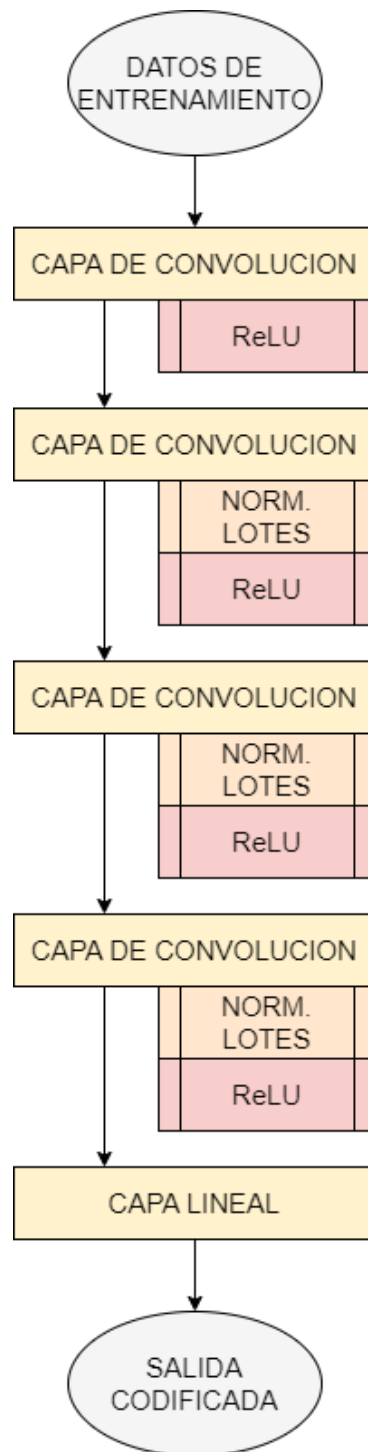 DATOS DE
ENTRENAMIENTO
CAPA DE CONVOLUCION
ReLU
CAPA DE CONVOLUCION
NORM.
LOTES
ReLU
CAPA DE CONVOLUCION
NORM.
LOTES
ReLU
CAPA DE CONVOLUCION
NORM.
LOTES
ReLU
CAPA LINEAL
SALIDA
CODIFICADA